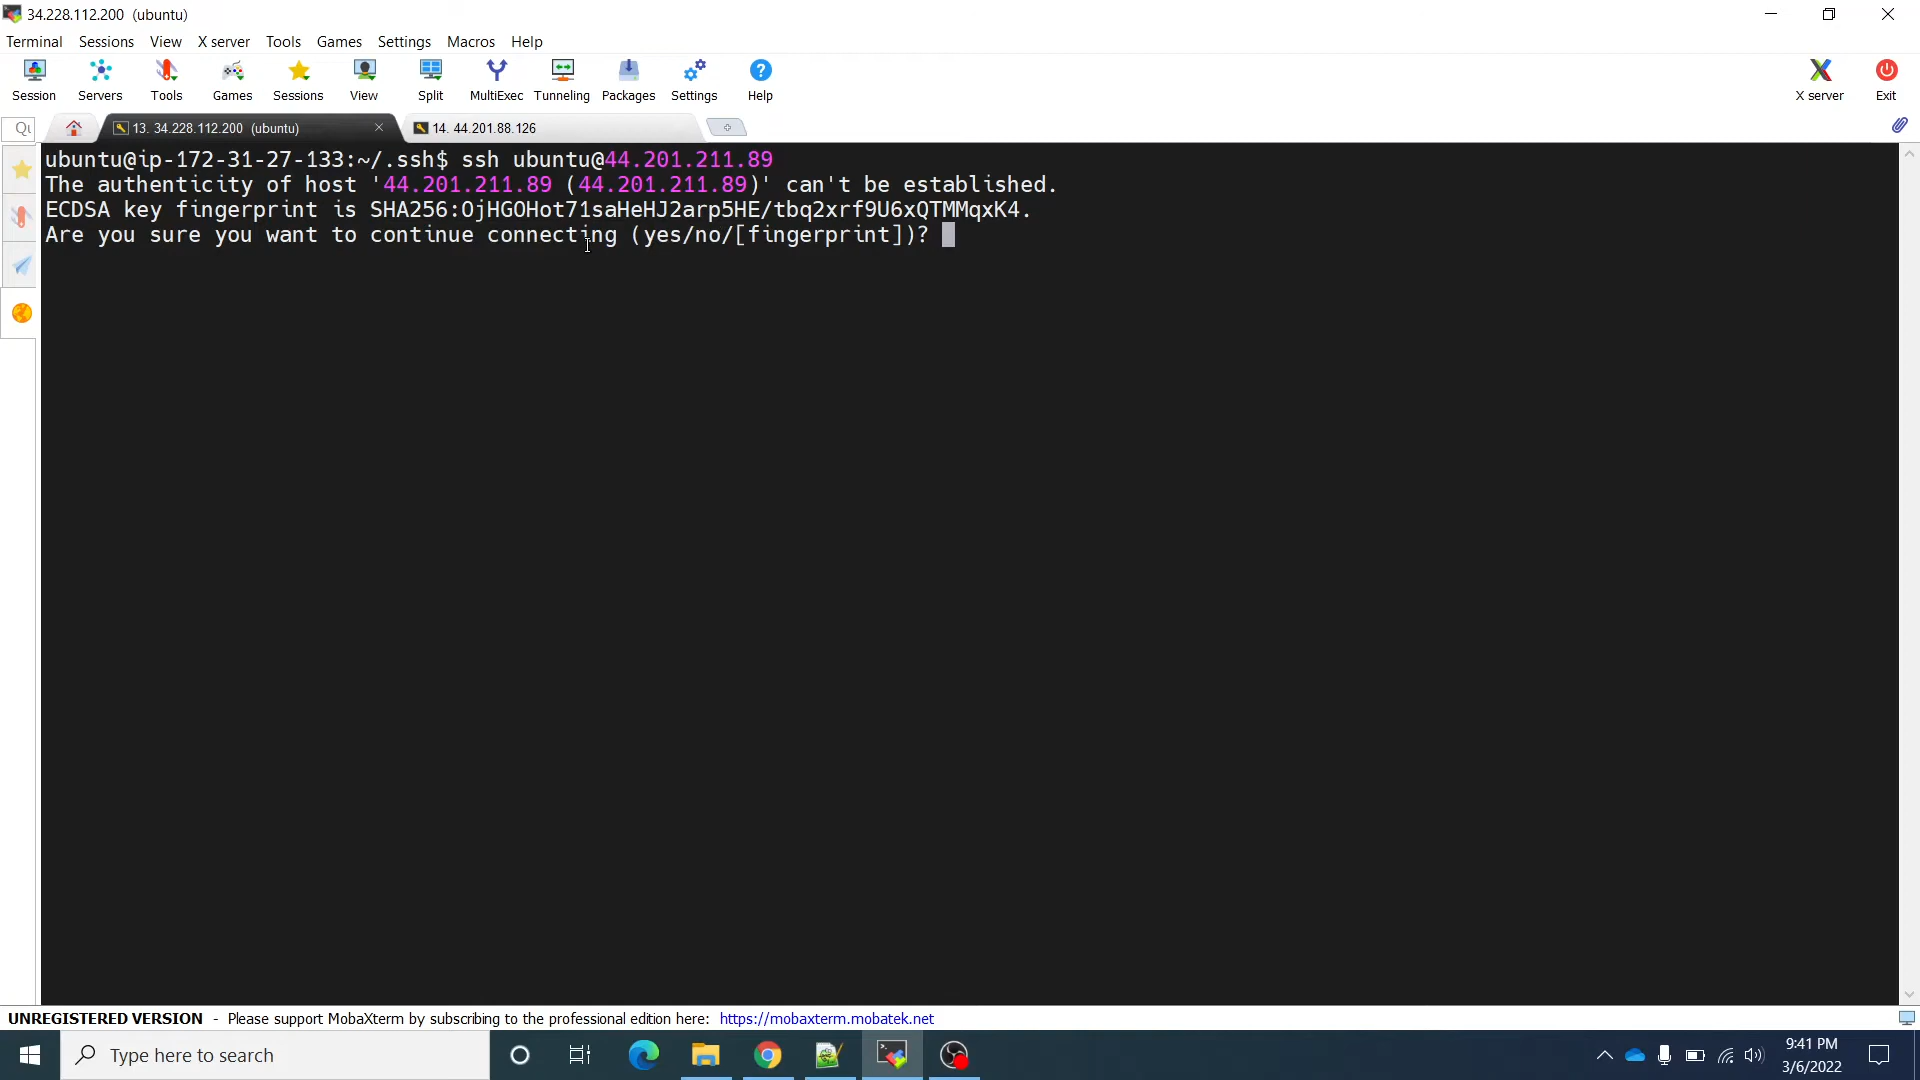 34.228.112.200 (ubuntu)
Terminal Sessions View X server Tools Games Settings Macros Help
Session Servers Tools Games Sessions View Split MultiExec Tunneling Packages Settings Help X server Exit
13. 34.228.112.200 (ubuntu) 14. 44.201.88.126
ubuntu@ip-172-31-27-133:~/.ssh$ ssh ubuntu@44.201.211.89
The authenticity of host '44.201.211.89 (44.201.211.89)' can't be established.
ECDSA key fingerprint is SHA256:OjHGOHot71saHeHJ2arp5HE/tbq2xrf9U6xQTMMqxK4.
Are you sure you want to continue connecting (yes/no/[fingerprint])?
UNREGISTERED VERSION - Please support MobaXterm by subscribing to the professional edition here: https://mobaxterm.mobatek.net
Type here to search
9:41 PM
3/6/2022